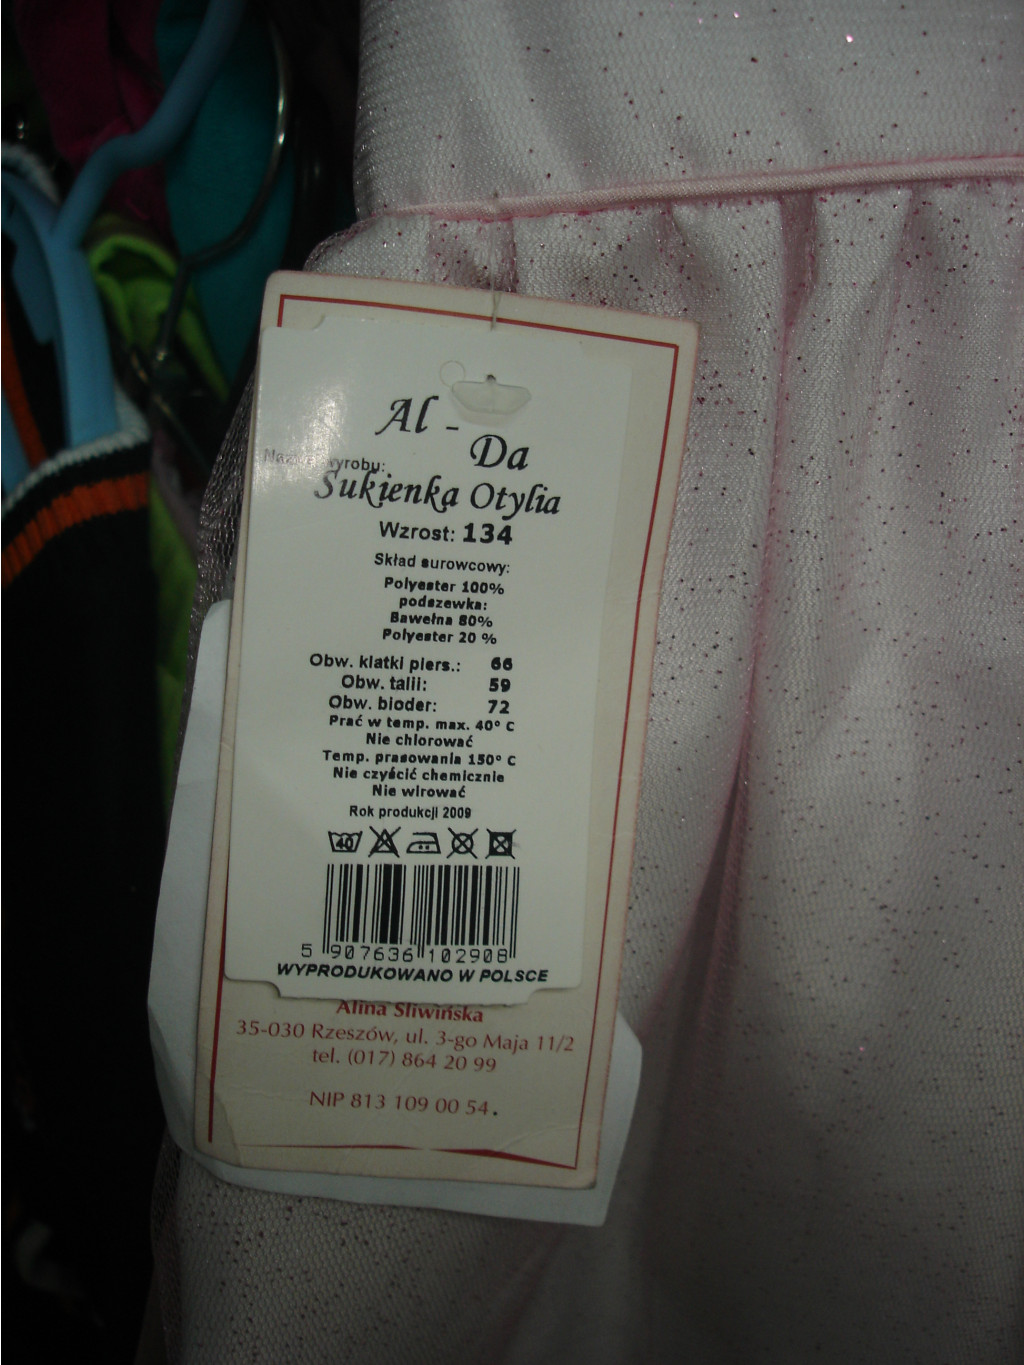 Al -
Da
Nazwa wyrobu:
Sukienka Otylia
Wzrost: 134
Skład surowcowy:
Polyester 100%
podszewka:
Bawełna 80%
Polyester 20 %
Obw. klatki piers.: 66
Obw. talii: 59
Obw. bioder: 72
Prać w temp. max. 40° C
Nie chlorować
Temp. prasowania 150° C
Nie czyścić chemicznie
Nie wirować
Rok produkcji 2009
40
5 907636 102908
WYPRODUKOWANO W POLSCE
Alina Śliwińska
35-030 Rzeszów, ul. 3-go Maja 11/2
tel. (017) 864 20 99
NIP 813 109 00 54.